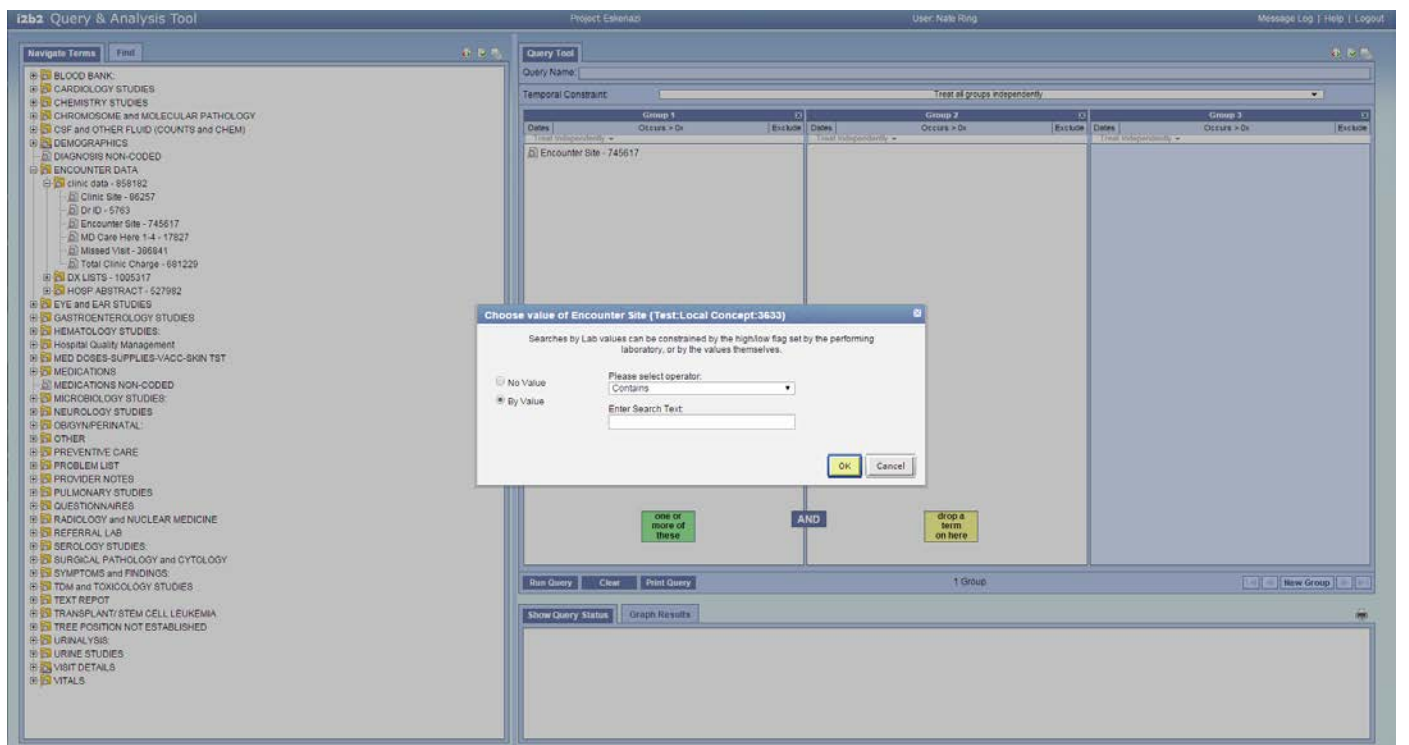 i2b2 Query & Analysis Tool
Project: Eskenazi
User: Nate Ring
Message Log | Help | Logout
Navigate Terms
Find
BLOOD BANK:
CARDIOLOGY STUDIES
CHEMISTRY STUDIES
CHROMOSOME and MOLECULAR PATHOLOGY
CSF and OTHER FLUID (COUNTS and CHEM)
DEMOGRAPHICS
DIAGNOSIS NON-CODED
ENCOUNTER DATA
clinic data - 858182
Clinic Site - 86257
Dr ID - 5763
Encounter Site - 745617
MD Care Here 1-4 - 17827
Missed Visit - 386841
Total Clinic Charge - 681229
DX LISTS - 1005317
HOSP ABSTRACT - 527982
EYE and EAR STUDIES
GASTROENTEROLOGY STUDIES
HEMATOLOGY STUDIES:
Hospital Quality Management
MED DOSES-SUPPLIES-VACC-SKIN TST
MEDICATIONS
MEDICATIONS NON-CODED
MICROBIOLOGY STUDIES:
NEUROLOGY STUDIES
OB/GYN/PERINATAL:
OTHER
PREVENTIVE CARE
PROBLEM LIST
PROVIDER NOTES
PULMONARY STUDIES
QUESTIONNAIRES
RADIOLOGY and NUCLEAR MEDICINE
REFERRAL LAB
SEROLOGY STUDIES:
SURGICAL PATHOLOGY and CYTOLOGY
SYMPTOMS and FINDINGS:
TDM and TOXICOLOGY STUDIES
TEXT REPOT
TRANSPLANT/ STEM CELL LEUKEMIA
TREE POSITION NOT ESTABLISHED
URINALYSIS:
URINE STUDIES
VISIT DETAILS
VITALS
Query Tool
Query Name:
Temporal Constraint:
Treat all groups independently
Group 1
Group 2
Group 3
Dates Occurs > 0x Exclude
Dates Occurs > 0x Exclude
Dates Occurs > 0x Exclude
Treat Independently
Treat Independently
Treat Independently
Encounter Site - 745617
Choose value of Encounter Site (Test:Local Concept:3633)
Searches by Lab values can be constrained by the high/low flag set by the performing
laboratory, or by the values themselves.
No Value
By Value
Please select operator:
Contains
Enter Search Text:
OK
Cancel
one or
more of
these
AND
drop a
term
on here
Run Query
Clear
Print Query
1 Group
New Group
Show Query Status
Graph Results